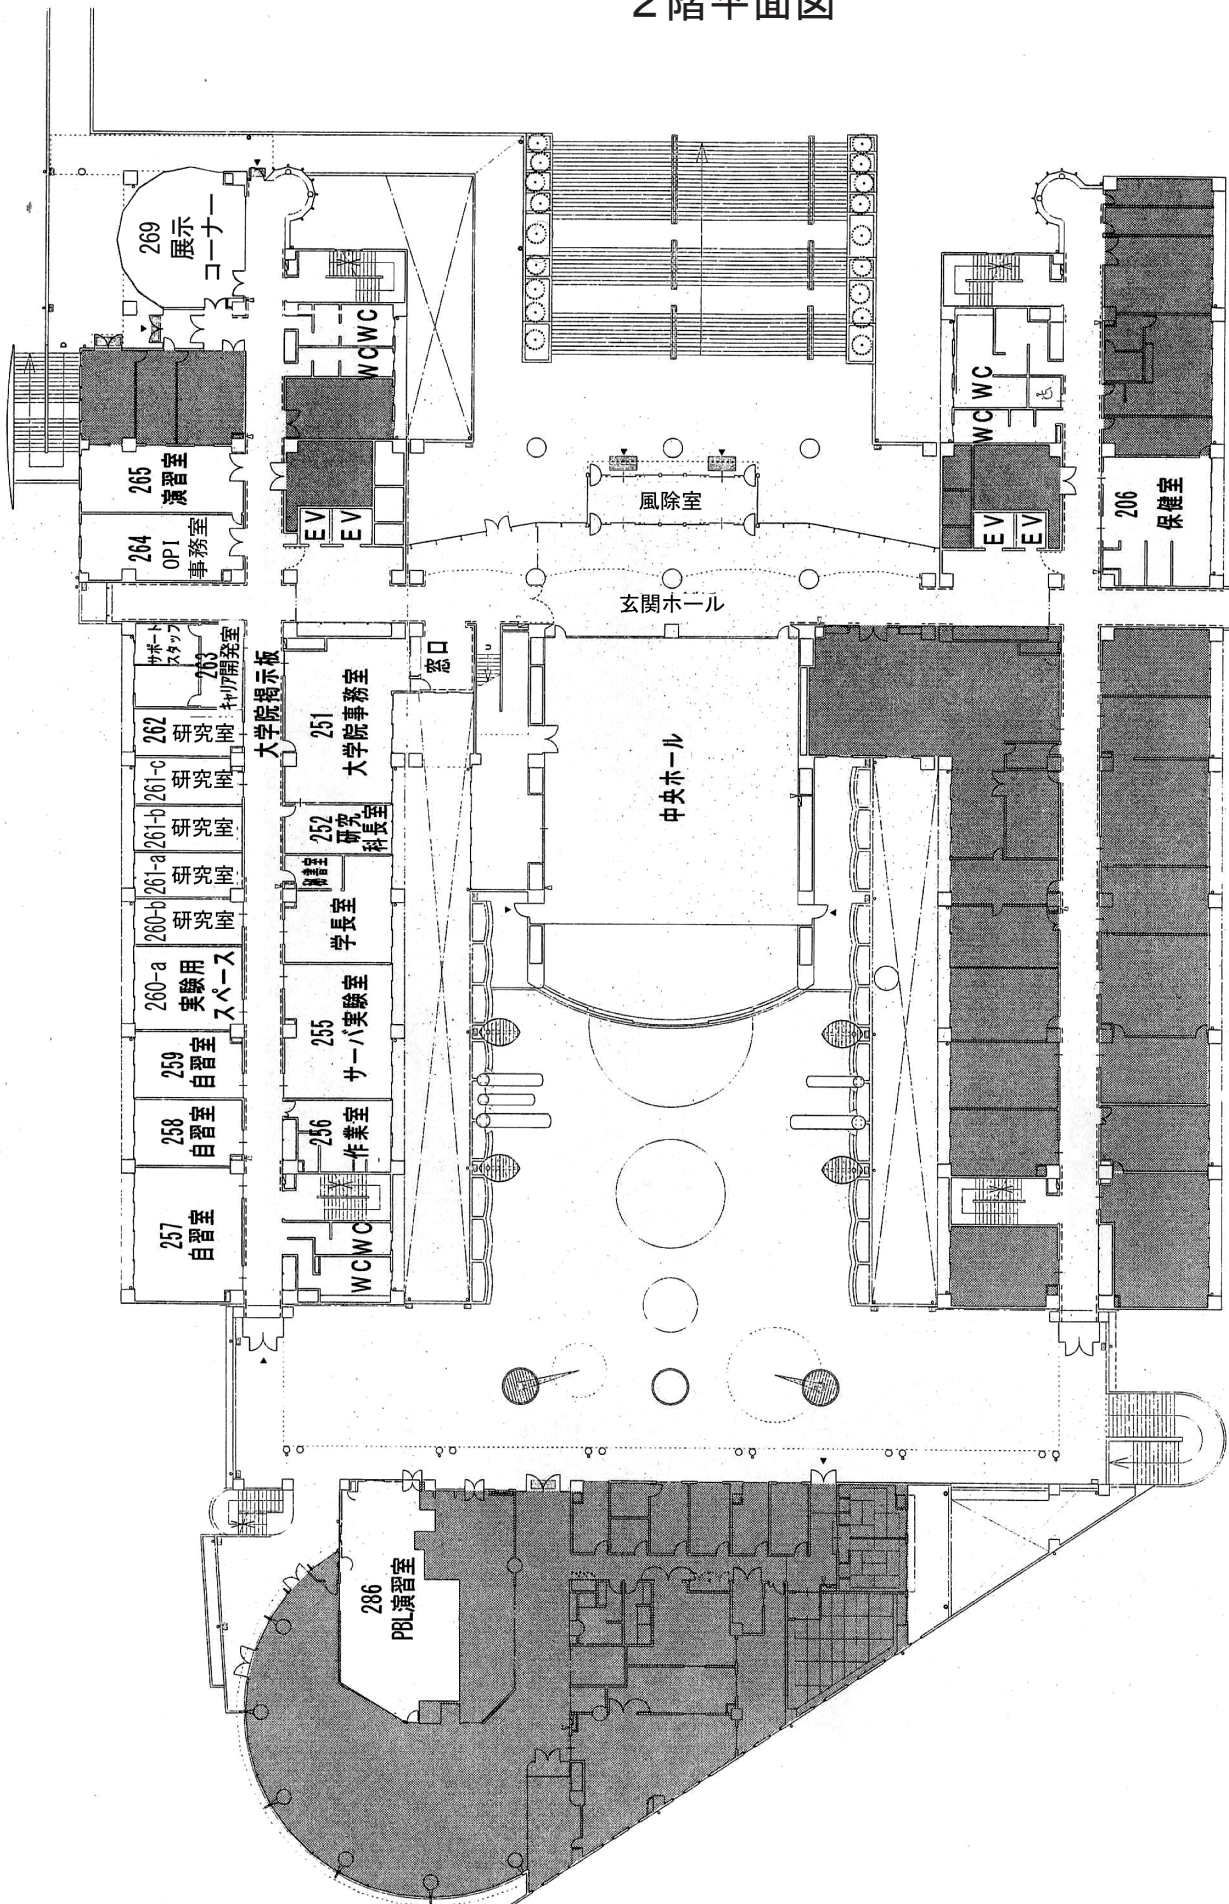 2階平面図
269
展示
コーナー
WC
WC
265
演習室
264
OPI
事務室
EV
EV
風除室
玄関ホール
WC
WC
EV
EV
206
保健室
サポート
スタッフ
263
キャリア開発室
大学院掲示板
262
研究室
261-c
研究室
261-b
研究室
261-a
研究室
260-b
研究室
260-a
実験用
スペース
259
自習室
258
自習室
257
自習室
251
大学院事務室
窓口
252
研究
科長室
秘書室
学長室
255
サーバ実験室
256
作業室
WC
WC
中央ホール
286
PBL演習室